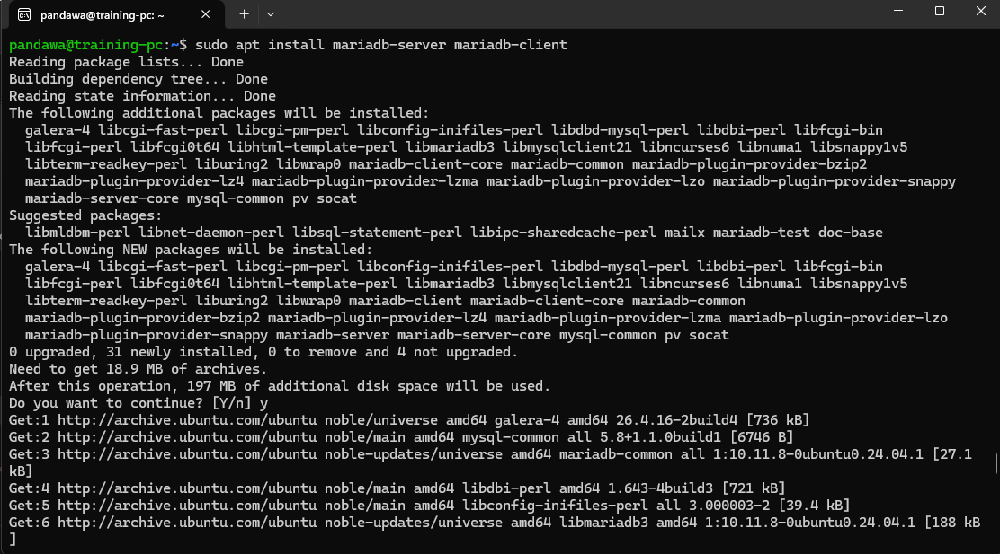 pandawa@training-pc: ~
pandawa@training-pc:~$ sudo apt install mariadb-server mariadb-client
Reading package lists... Done
Building dependency tree... Done
Reading state information... Done
The following additional packages will be installed:
  galera-4 libcgi-fast-perl libcgi-pm-perl libconfig-inifiles-perl libdbd-mysql-perl libdbi-perl libfcgi-bin
  libfcgi-perl libfcgi0t64 libhtml-template-perl libmariadb3 libmysqlclient21 libncurses6 libnuma1 libsnappy1v5
  libterm-readkey-perl liburing2 libwrap0 mariadb-client-core mariadb-common mariadb-plugin-provider-bzip2
  mariadb-plugin-provider-lz4 mariadb-plugin-provider-lzma mariadb-plugin-provider-lzo mariadb-plugin-provider-snappy
  mariadb-server-core mysql-common pv socat
Suggested packages:
  libmldbm-perl libnet-daemon-perl libsql-statement-perl libipc-sharedcache-perl mailx mariadb-test doc-base
The following NEW packages will be installed:
  galera-4 libcgi-fast-perl libcgi-pm-perl libconfig-inifiles-perl libdbd-mysql-perl libdbi-perl libfcgi-bin
  libfcgi-perl libfcgi0t64 libhtml-template-perl libmariadb3 libmysqlclient21 libncurses6 libnuma1 libsnappy1v5
  libterm-readkey-perl liburing2 libwrap0 mariadb-client mariadb-client-core mariadb-common
  mariadb-plugin-provider-bzip2 mariadb-plugin-provider-lz4 mariadb-plugin-provider-lzma mariadb-plugin-provider-lzo
  mariadb-plugin-provider-snappy mariadb-server mariadb-server-core mysql-common pv socat
0 upgraded, 31 newly installed, 0 to remove and 4 not upgraded.
Need to get 18.9 MB of archives.
After this operation, 197 MB of additional disk space will be used.
Do you want to continue? [Y/n] y
Get:1 http://archive.ubuntu.com/ubuntu noble/universe amd64 galera-4 amd64 26.4.16-2build4 [736 kB]
Get:2 http://archive.ubuntu.com/ubuntu noble/main amd64 mysql-common all 5.8+1.1.0build1 [6746 B]
Get:3 http://archive.ubuntu.com/ubuntu noble-updates/universe amd64 mariadb-common all 1:10.11.8-0ubuntu0.24.04.1 [27.1
kB]
Get:4 http://archive.ubuntu.com/ubuntu noble/main amd64 libdbi-perl amd64 1.643-4build3 [721 kB]
Get:5 http://archive.ubuntu.com/ubuntu noble/main amd64 libconfig-inifiles-perl all 3.000003-2 [39.4 kB]
Get:6 http://archive.ubuntu.com/ubuntu noble-updates/universe amd64 libmariadb3 amd64 1:10.11.8-0ubuntu0.24.04.1 [188 kB
]